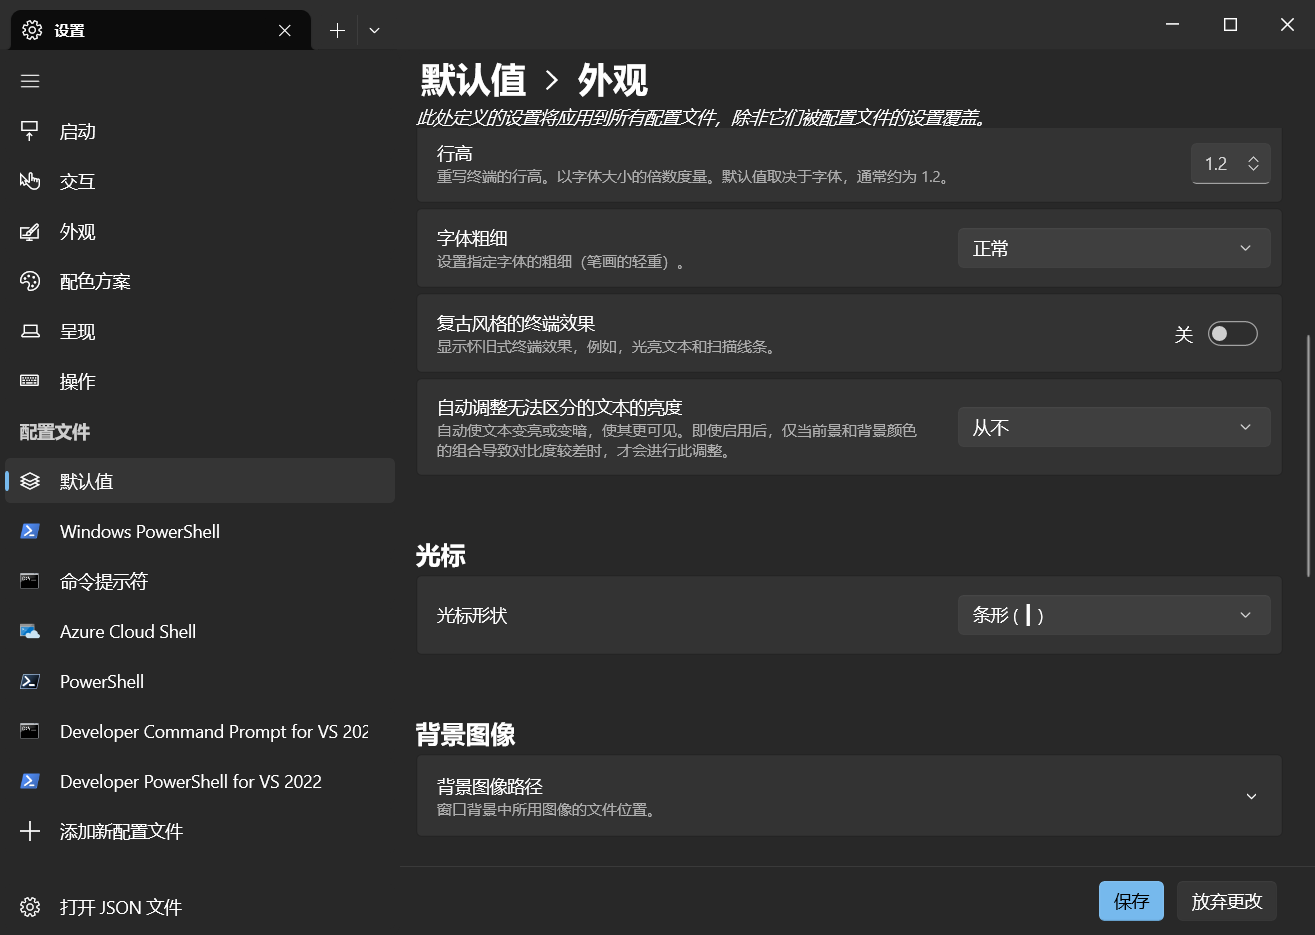 设置
启动
交互
外观
配色方案
呈现
操作
配置文件
默认值
Windows PowerShell
命令提示符
Azure Cloud Shell
PowerShell
Developer Command Prompt for VS 202
Developer PowerShell for VS 2022
添加新配置文件
打开 JSON 文件
默认值 > 外观
此处定义的设置将应用到所有配置文件，除非它们被配置文件的设置覆盖。
行高
重写终端的行高。以字体大小的倍数度量。默认值取决于字体，通常约为 1.2。
1.2
字体粗细
设置指定字体的粗细（笔画的轻重）。
正常
复古风格的终端效果
显示怀旧式终端效果，例如，光亮文本和扫描线条。
关
自动调整无法区分的文本的亮度
自动使文本变亮或变暗，使其更可见。即使启用后，仅当前景和背景颜色
的组合导致对比度较差时，才会进行此调整。
从不
光标
光标形状
条形 ( ┃ )
背景图像
背景图像路径
窗口背景中所用图像的文件位置。
保存
放弃更改